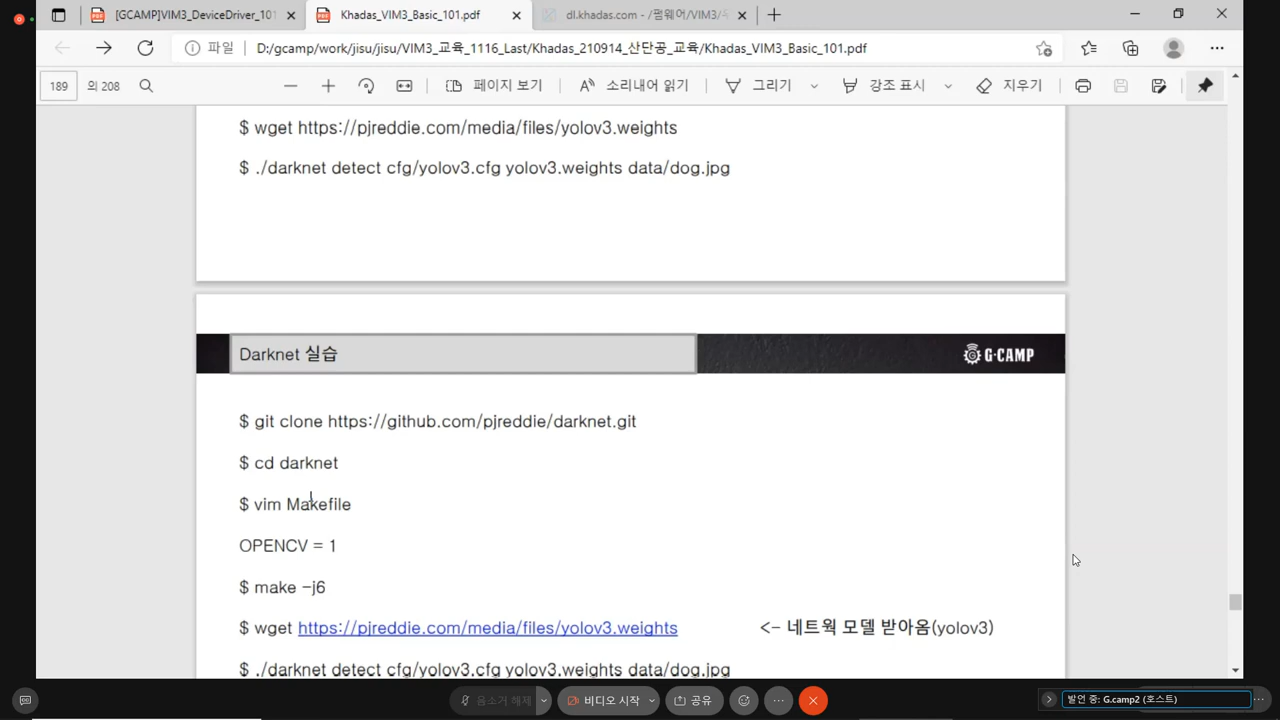 [GCAMP]VIM3_DeviceDriver_101
Khadas_VIM3_Basic_101.pdf
dl.khadas.com - /펌웨어/VIM3/우
파일
D:/gcamp/work/jisu/jisu/VIM3_교육_1116_Last/Khadas_210914_산단공_교육/Khadas_VIM3_Basic_101.pdf
189 의 208
페이지 보기
소리내어 읽기
그리기
강조 표시
지우기
$ wget https://pjreddie.com/media/files/yolov3.weights
$ ./darknet detect cfg/yolov3.cfg yolov3.weights data/dog.jpg
Darknet 실습
G·CAMP
$ git clone https://github.com/pjreddie/darknet.git
$ cd darknet
$ vim Makefile
OPENCV = 1
$ make -j6
$ wget https://pjreddie.com/media/files/yolov3.weights <- 네트웍 모델 받아옴(yolov3)
$ ./darknet detect cfg/yolov3.cfg yolov3.weights data/dog.jpg
음소거 해제
비디오 시작
공유
발언 중: G.camp2 (호스트)